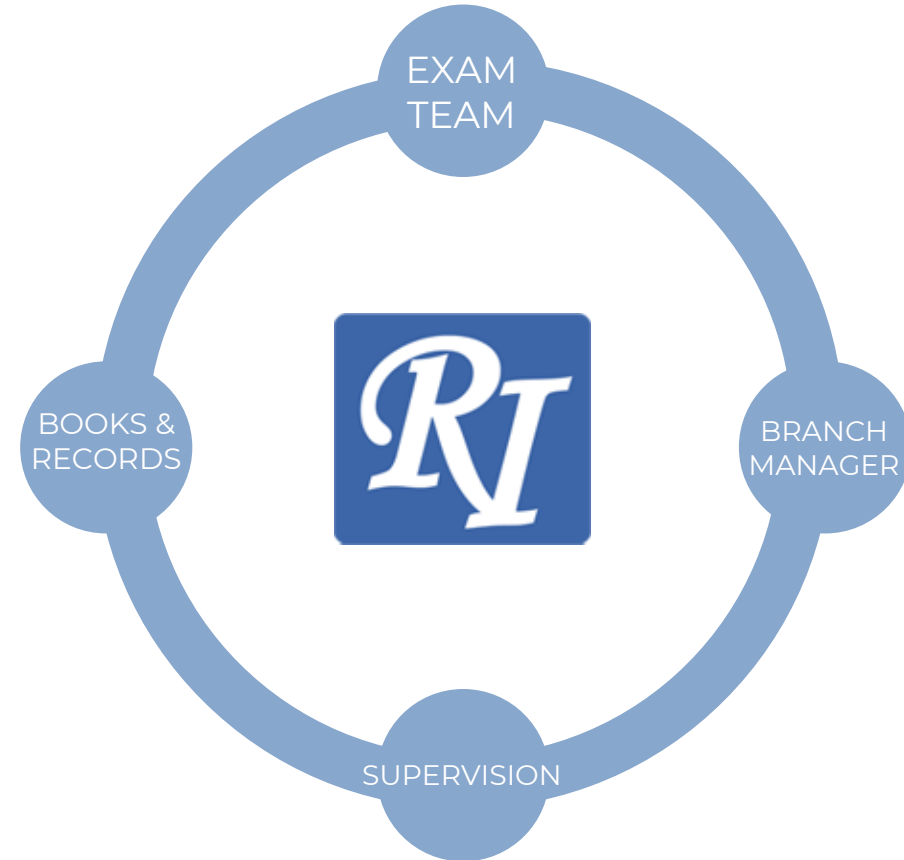 EXAM
TEAM
BOOKS &
RECORDS
RI
BRANCH
MANAGER
SUPERVISION